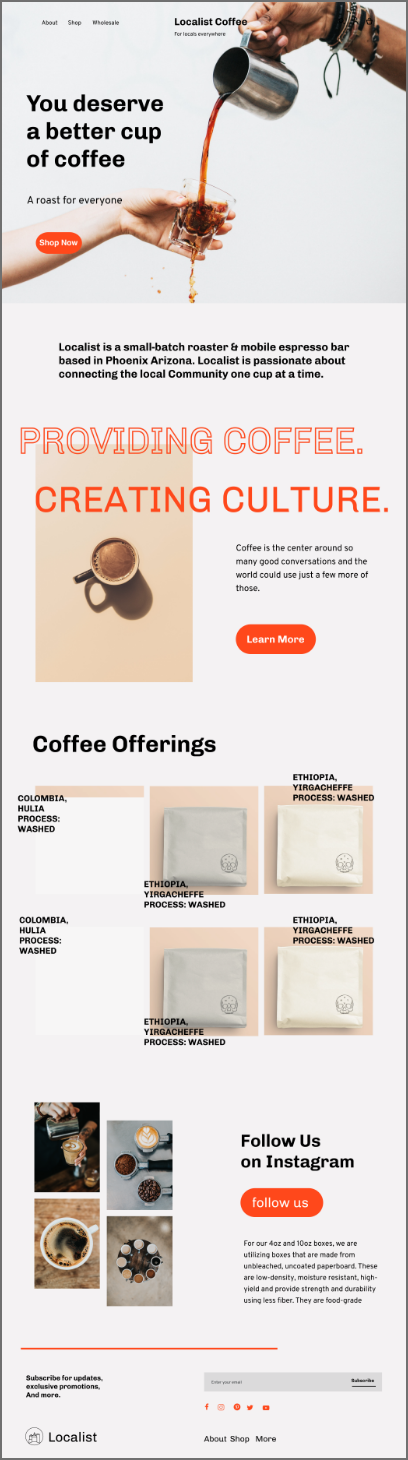 About Shop Wholesale
Localist Coffee
For locals everywhere
You deserve
a better cup
of coffee
A roast for everyone
Shop Now
Localist is a small-batch roaster & mobile espresso bar
based in Phoenix Arizona. Localist is passionate about
connecting the local Community one cup at a time.
PROVIDING COFFEE.
CREATING CULTURE.
Coffee is the center around so
many good conversations and the
world could use just a few more of
those.
Learn More
Coffee Offerings
COLOMBIA,
HULIA
PROCESS:
WASHED
ETHIOPIA,
YIRGACHEFFE
PROCESS: WASHED
ETHIOPIA,
YIRGACHEFFE
PROCESS: WASHED
COLOMBIA,
HULIA
PROCESS:
WASHED
ETHIOPIA,
YIRGACHEFFE
PROCESS: WASHED
ETHIOPIA,
YIRGACHEFFE
PROCESS: WASHED
Follow Us
on Instagram
follow us
For our 4oz and 10oz boxes, we are
utilizing boxes that are made from
unbleached, uncoated paperboard. These
are low-density, moisture resistant, high-
yield and provide strength and durability
using less fiber. They are food-grade
Subscribe for updates,
exclusive promotions,
And more.
Enter your email
Subscribe
Localist
About Shop More